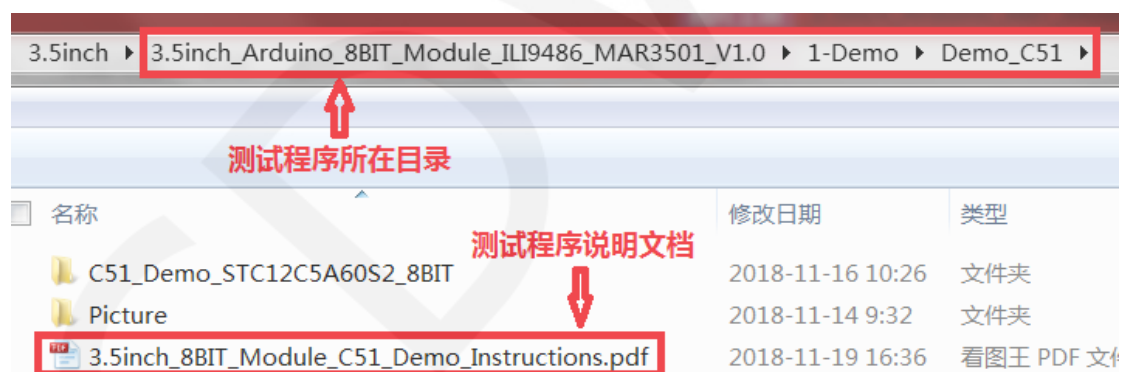 3.5inch ▸ 3.5inch_Arduino_8BIT_Module_ILI9486_MAR3501_V1.0 ▸ 1-Demo ▸ Demo_C51 ▸
测试程序所在目录
名称 修改日期 类型
测试程序说明文档
C51_Demo_STC12C5A60S2_8BIT 2018-11-16 10:26 文件夹
Picture 2018-11-14 9:32 文件夹
3.5inch_8BIT_Module_C51_Demo_Instructions.pdf 2018-11-19 16:36 看图王 PDF 文